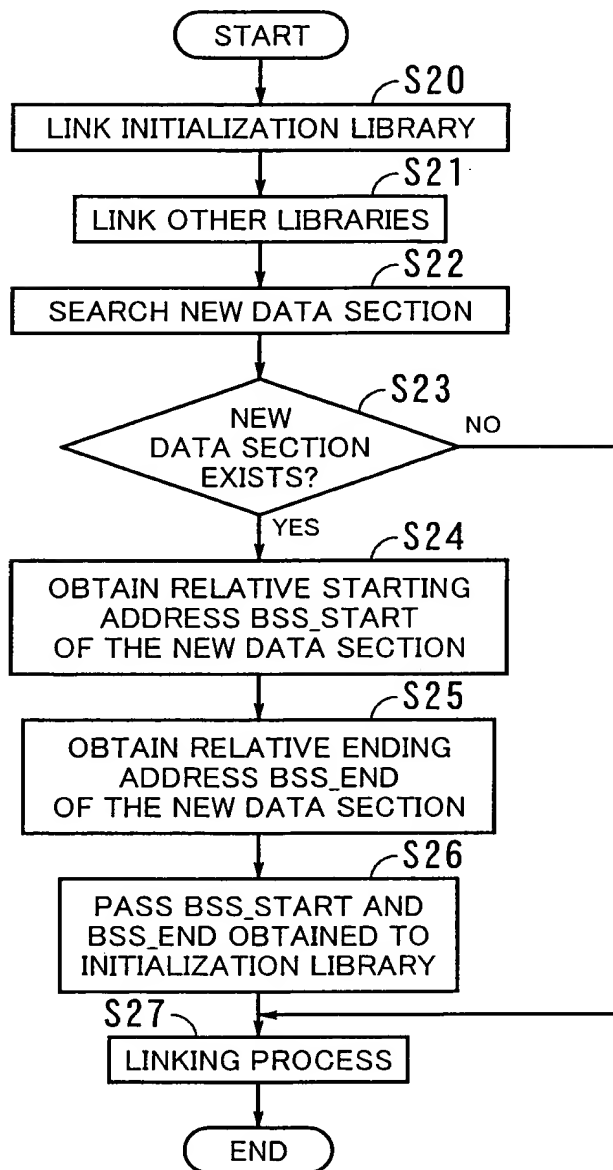 START
S20
LINK INITIALIZATION LIBRARY
S21
LINK OTHER LIBRARIES
S22
SEARCH NEW DATA SECTION
S23
NEW
DATA SECTION
EXISTS?
NO
YES
S24
OBTAIN RELATIVE STARTING
ADDRESS BSS_START
OF THE NEW DATA SECTION
S25
OBTAIN RELATIVE ENDING
ADDRESS BSS_END
OF THE NEW DATA SECTION
S26
PASS BSS_START AND
BSS_END OBTAINED TO
INITIALIZATION LIBRARY
S27
LINKING PROCESS
END